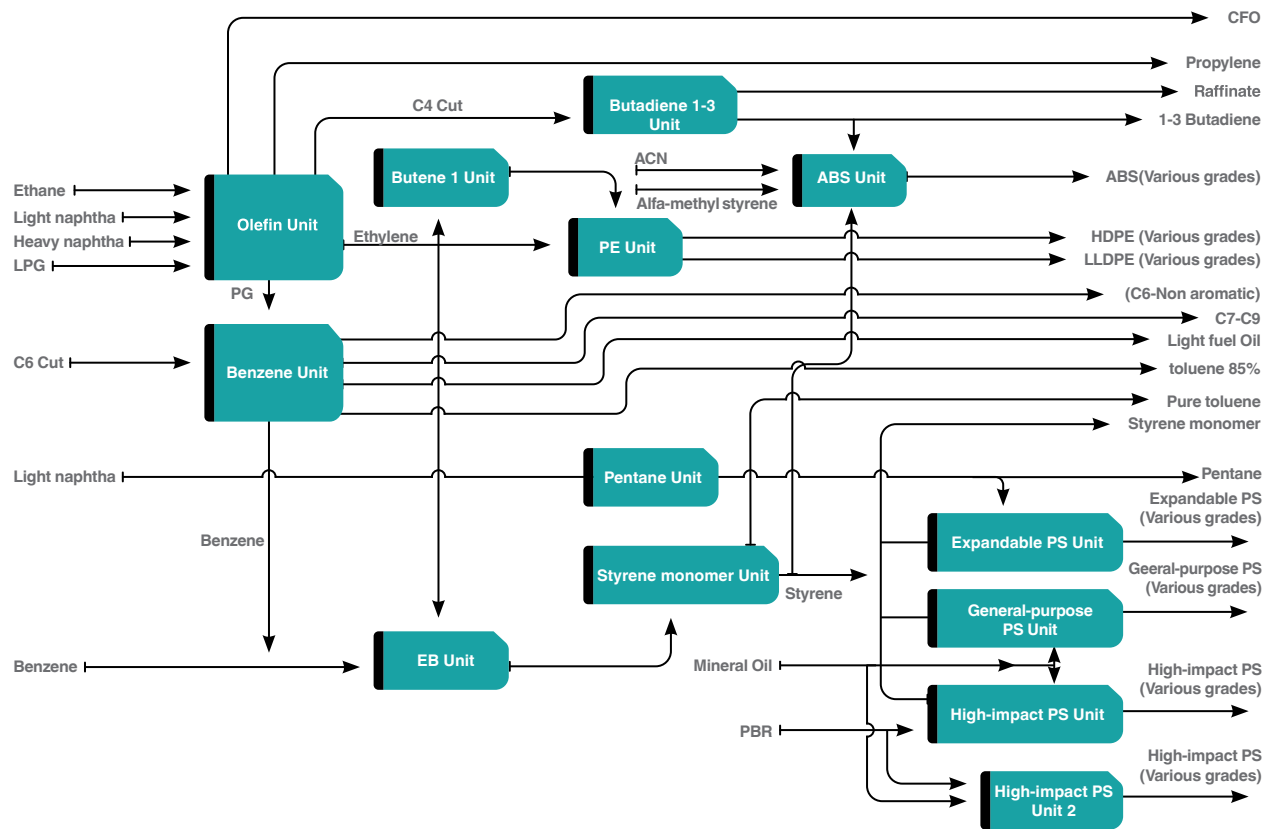 CFO
Propylene
Raffinate
C4 Cut
Butadiene 1-3
Unit
1-3 Butadiene
ACN
Butene 1 Unit
ABS Unit
ABS(Various grades)
Ethane
Alfa-methyl styrene
Light naphtha
Olefin Unit
Heavy naphtha
Ethylene
PE Unit
HDPE (Various grades)
LPG
LLDPE (Various grades)
PG
(C6-Non aromatic)
C7-C9
Light fuel Oil
C6 Cut
Benzene Unit
toluene 85%
Pure toluene
Styrene monomer
Light naphtha
Pentane Unit
Pentane
Expandable PS
(Various grades)
Benzene
Expandable PS Unit
Styrene monomer Unit
Styrene
Geeral-purpose PS
(Various grades)
General-purpose
PS Unit
Benzene
EB Unit
Mineral Oil
High-impact PS
(Various grades)
High-impact PS Unit
PBR
High-impact PS
(Various grades)
High-impact PS
Unit 2